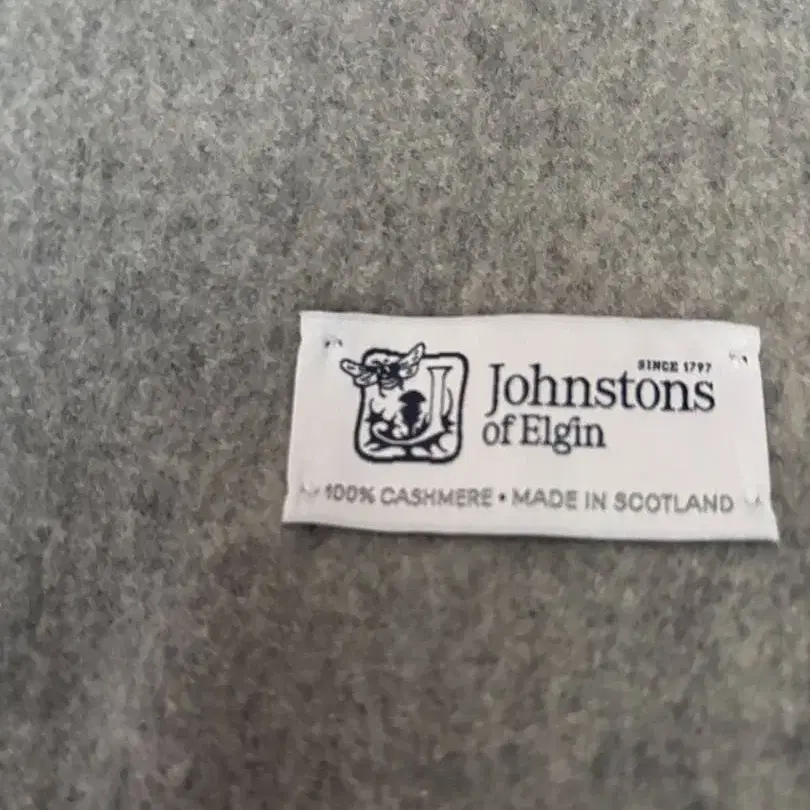 SINCE 1797
Johnstons
of Elgin
100% CASHMERE • MADE IN SCOTLAND